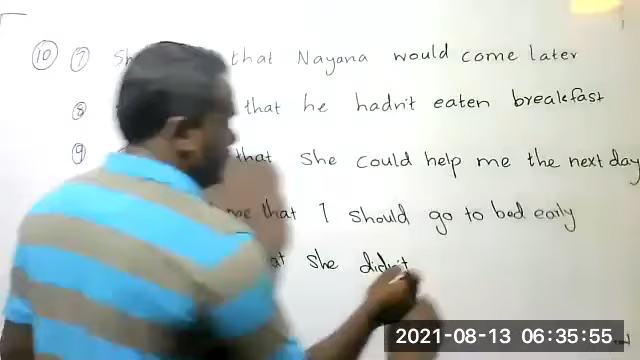 ⑩ ⑦ Sh that Nayana would come later
⑧ that he hadn't eaten breakfast
⑨ that she could help me the next day
me that I should go to bed early
at she didn't
2021-08-13 06:35:55